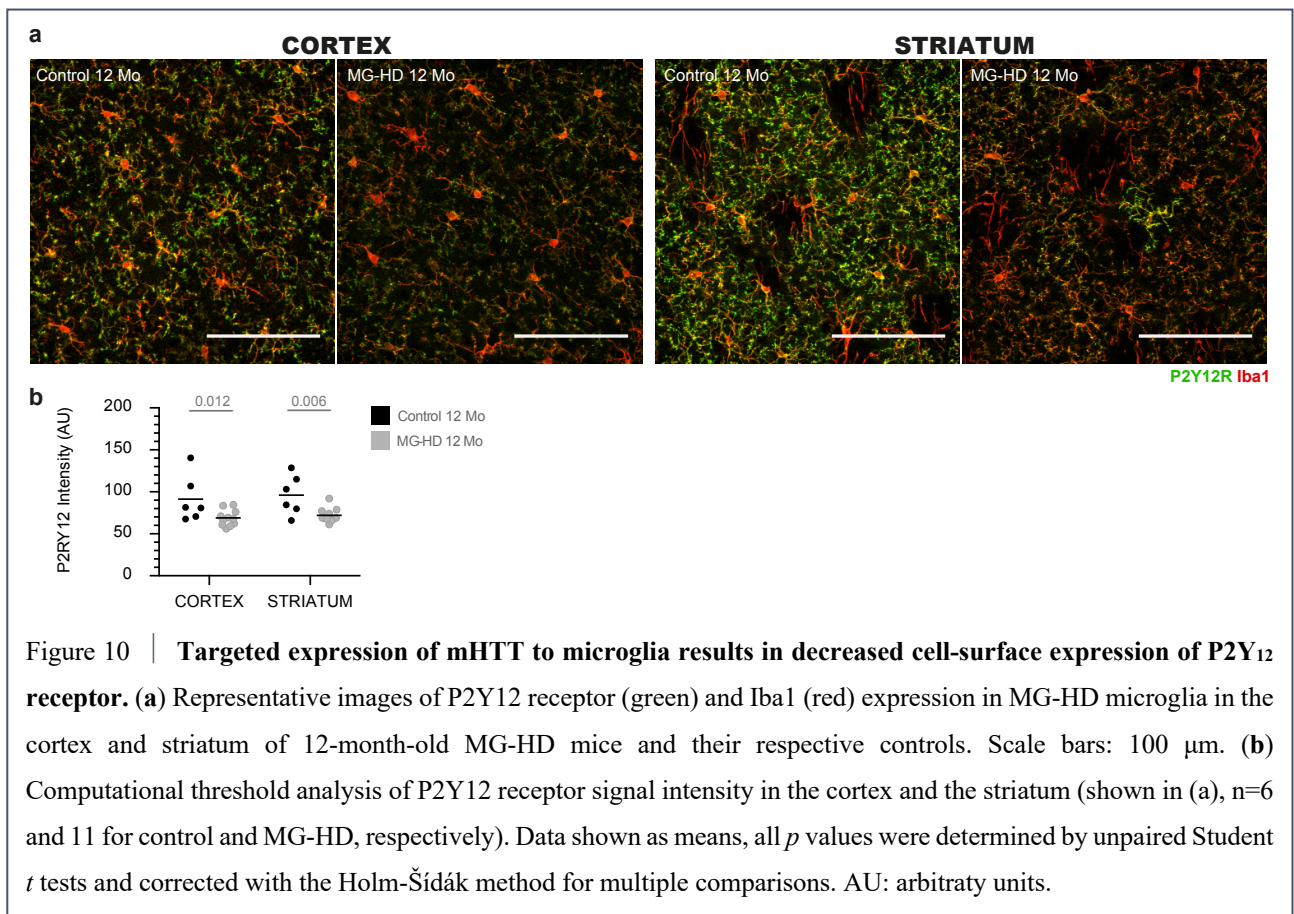 a
CORTEX STRIATUM
Control 12 Mo MG-HD 12 Mo Control 12 Mo MG-HD 12 Mo
P2Y12R Iba1
b
P2RY12 Intensity (AU)
200
150
100
50
0
0.012 0.006
CORTEX STRIATUM
Control 12 Mo
MG-HD 12 Mo
Figure 10 | Targeted expression of mHTT to microglia results in decreased cell-surface expression of P2Y12
receptor. (a) Representative images of P2Y12 receptor (green) and Iba1 (red) expression in MG-HD microglia in the
cortex and striatum of 12-month-old MG-HD mice and their respective controls. Scale bars: 100 μm. (b)
Computational threshold analysis of P2Y12 receptor signal intensity in the cortex and the striatum (shown in (a), n=6
and 11 for control and MG-HD, respectively). Data shown as means, all p values were determined by unpaired Student
t tests and corrected with the Holm-Šídák method for multiple comparisons. AU: arbitraty units.